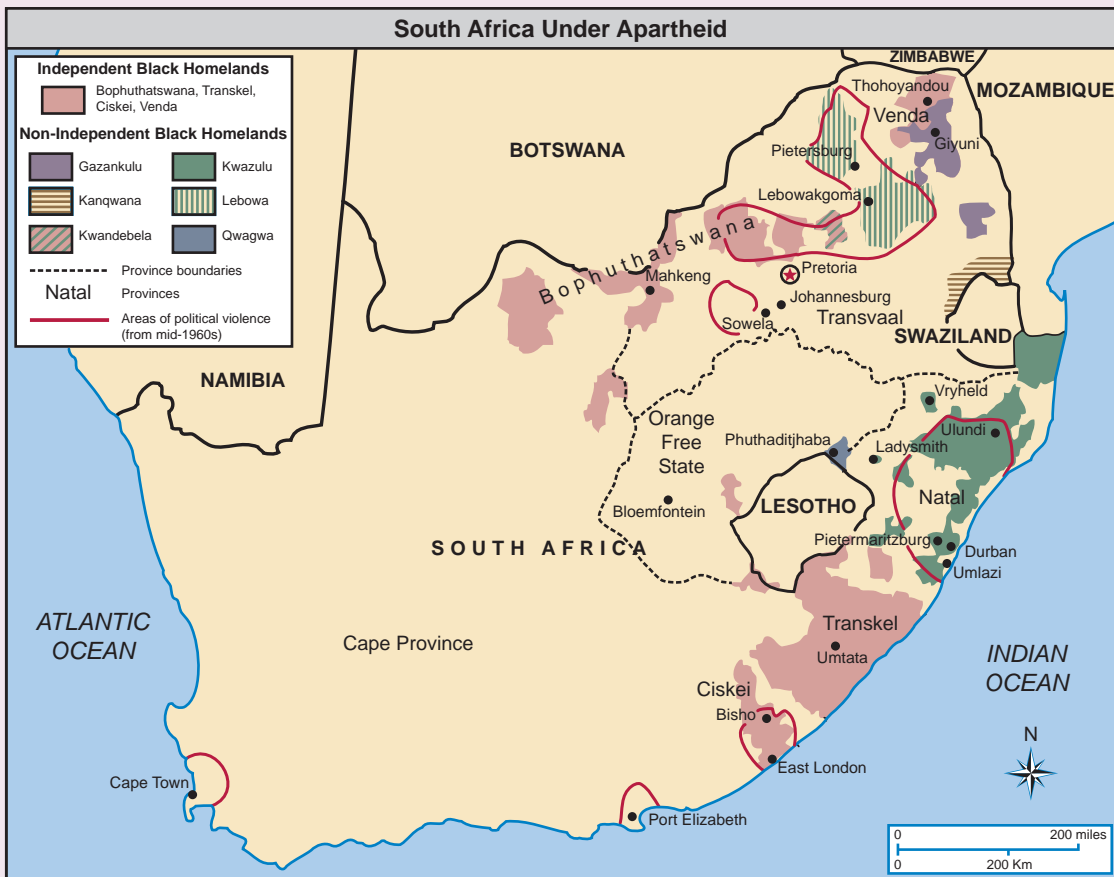 South Africa Under Apartheid
Independent Black Homelands
Bophuthatswana, Transkel,
Ciskei, Venda
Non-Independent Black Homelands
Gazankulu
Kwazulu
Kanqwana
Lebowa
Kwandebela
Qwagwa
Province boundaries
Natal
Provinces
Areas of political violence
(from mid-1960s)
ZIMBABWE
MOZAMBIQUE
BOTSWANA
NAMIBIA
Thohoyandou
Venda
Giyuni
Pietersburg
Lebowakgoma
Bophuthatswana
Mahkeng
Pretoria
Johannesburg
Sowela
Transvaal
SWAZILAND
Vryheld
Orange
Free
State
Phuthaditjhaba
Ladysmith
Ulundi
Natal
LESOTHO
Bloemfontein
SOUTH AFRICA
Pietermaritzburg
Durban
Umlazi
ATLANTIC
OCEAN
Cape Province
Transkel
Umtata
INDIAN
OCEAN
Ciskei
Bisho
East London
Cape Town
Port Elizabeth
N
0
200 miles
0
200 Km